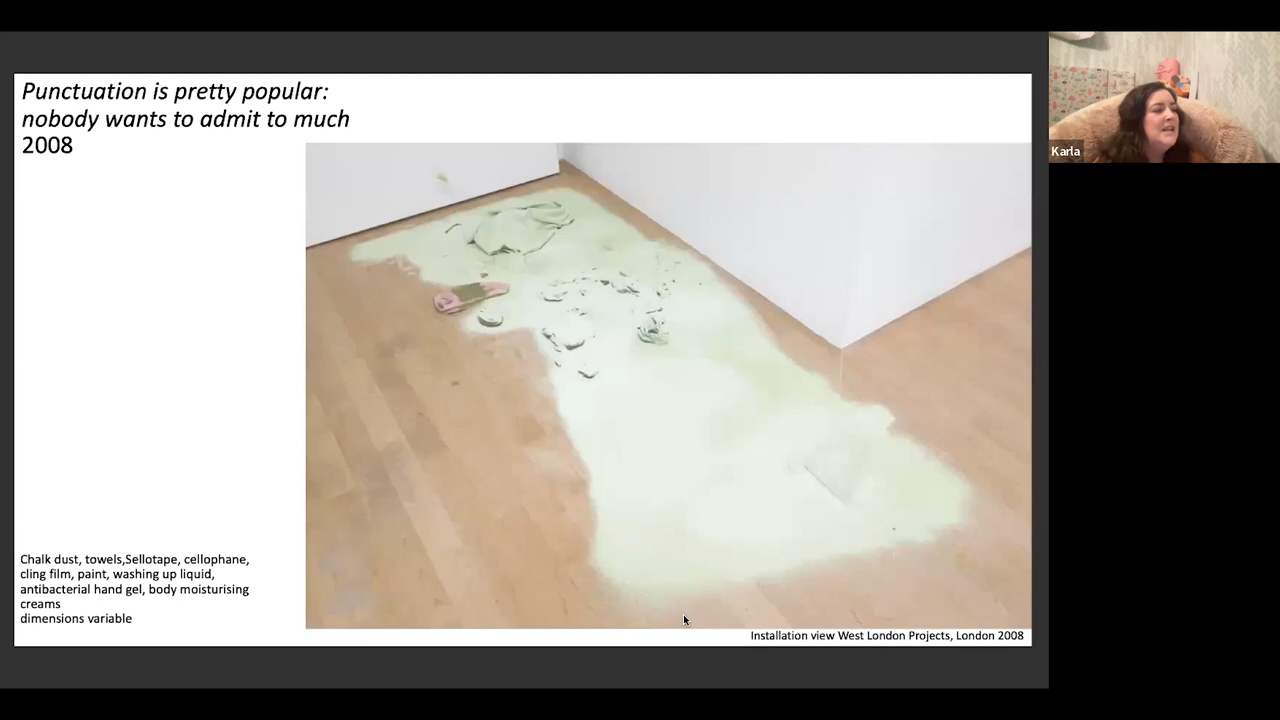 Punctuation is pretty popular:
nobody wants to admit to much
2008
Karla
Chalk dust, towels,Sellotape, cellophane,
cling film, paint, washing up liquid,
antibacterial hand gel, body moisturising
creams
dimensions variable
Installation view West London Projects, London 2008